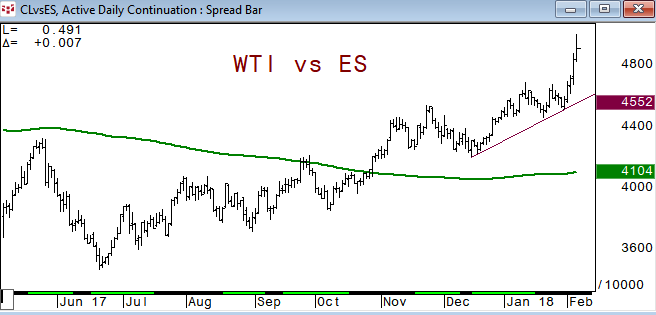 CLvsES, Active Daily Continuation : Spread Bar
L= 0.491
Δ= +0.007
WTI vs ES
4800
4552
4400
4104
4000
3600
/10000
Jun 17 Jul Aug Sep Oct Nov Dec Jan 18 Feb